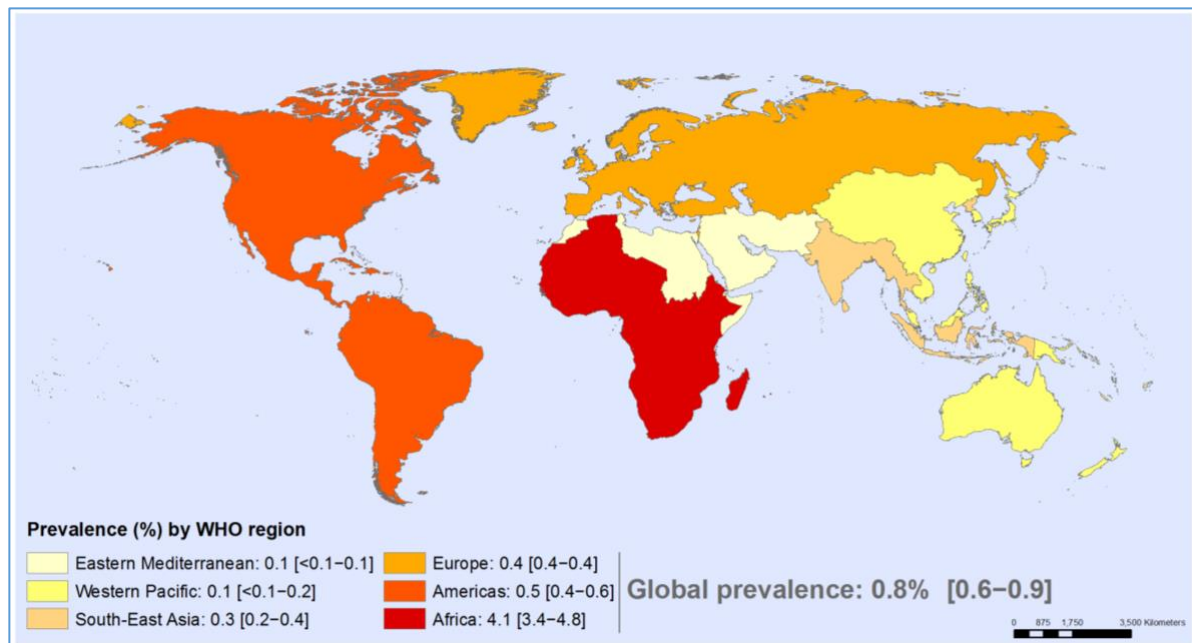 Prevalence (%) by WHO region
Eastern Mediterranean: 0.1 [<0.1–0.1]
Western Pacific: 0.1 [<0.1–0.2]
South-East Asia: 0.3 [0.2–0.4]
Europe: 0.4 [0.4–0.4]
Americas: 0.5 [0.4–0.6]
Africa: 4.1 [3.4–4.8]
Global prevalence: 0.8% [0.6–0.9]
0 875 1,750 3,500 Kilometers